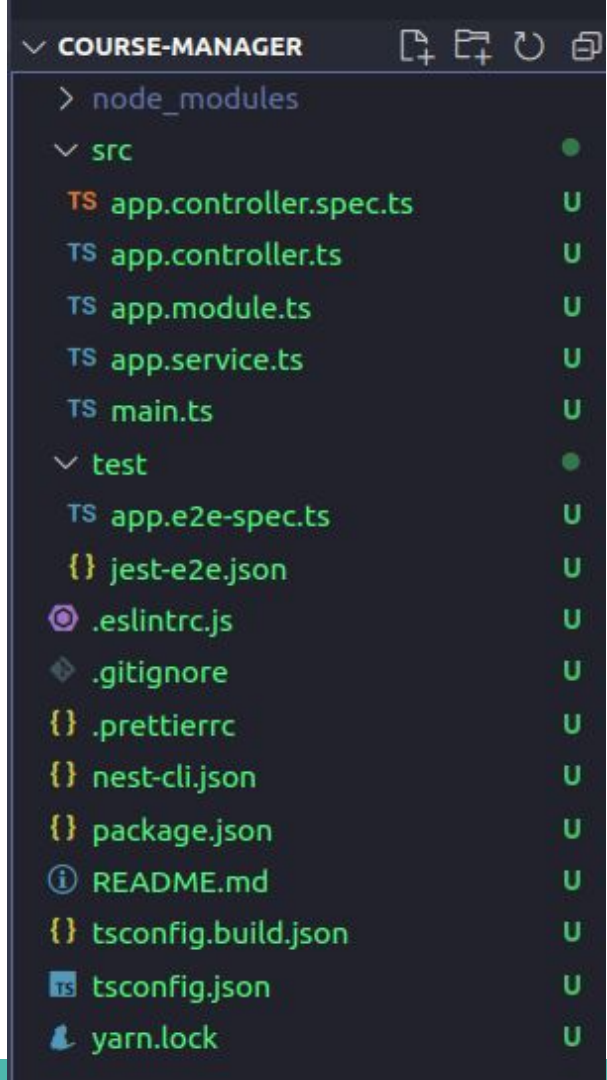 COURSE-MANAGER
node_modules
src
TS app.controller.spec.ts U
TS app.controller.ts U
TS app.module.ts U
TS app.service.ts U
TS main.ts U
test
TS app.e2e-spec.ts U
{} jest-e2e.json U
.eslintrc.js U
.gitignore U
{} .prettierrc U
{} nest-cli.json U
{} package.json U
README.md U
{} tsconfig.build.json U
TS tsconfig.json U
yarn.lock U